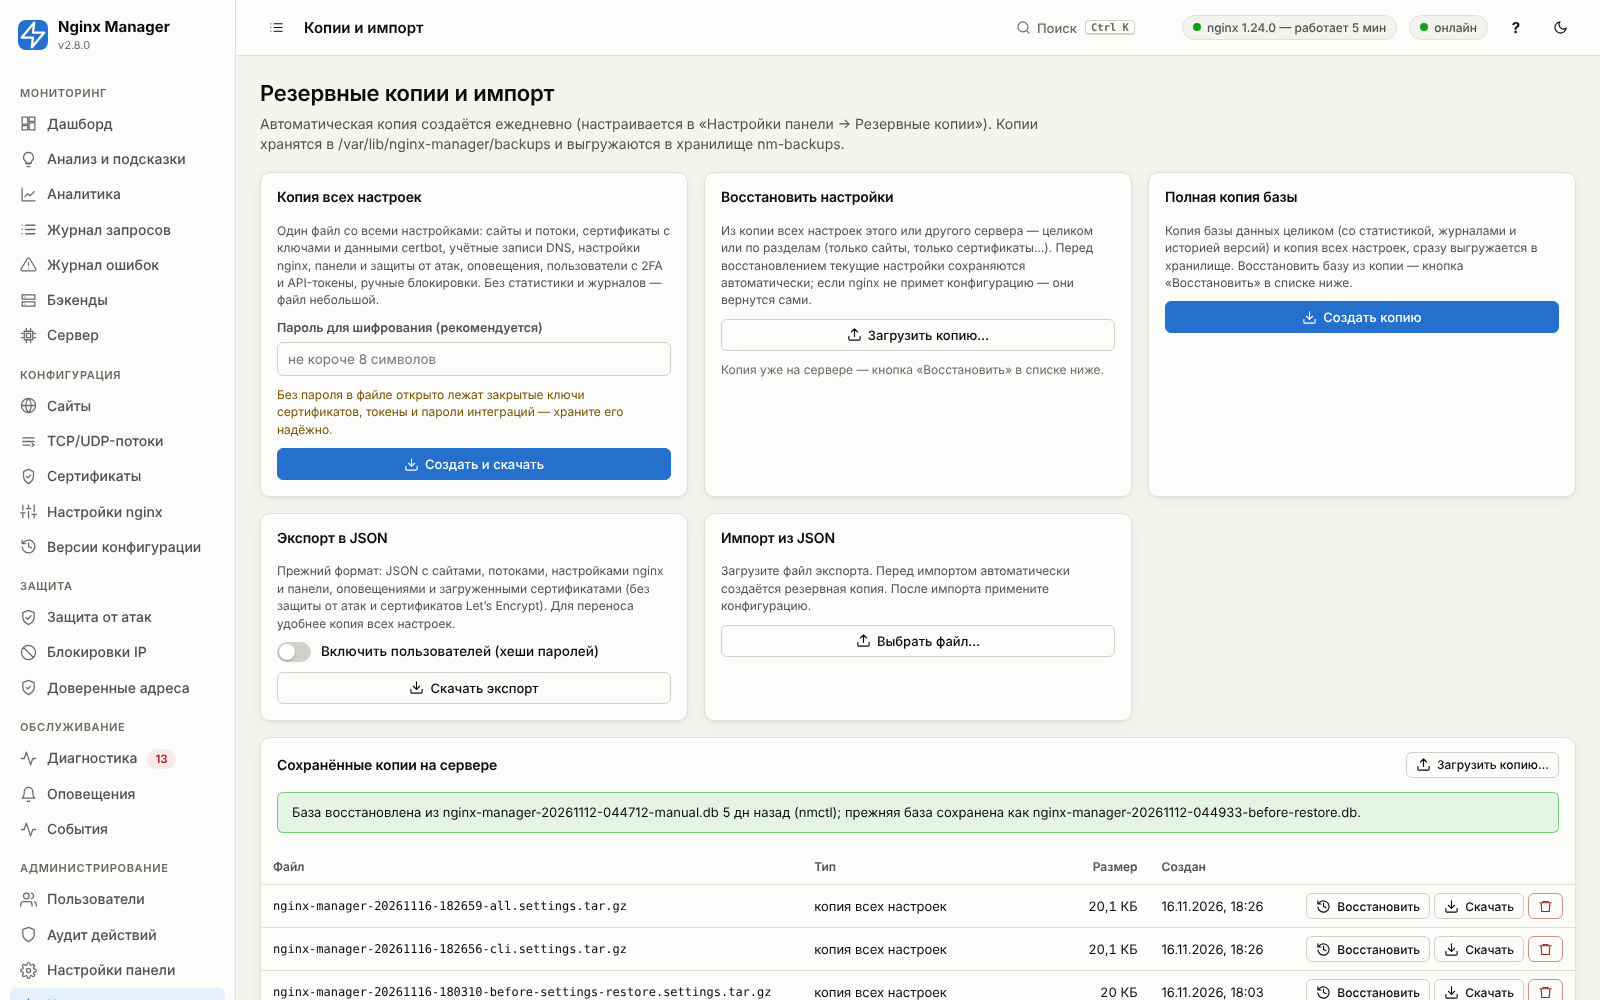 Nginx Manager
v2.8.0
Копии и импорт
Поиск Ctrl K
nginx 1.24.0 — работает 5 мин
онлайн
?
МОНИТОРИНГ
Дашборд
Анализ и подсказки
Аналитика
Журнал запросов
Журнал ошибок
Бэкенды
Сервер
КОНФИГУРАЦИЯ
Сайты
TCP/UDP-потоки
Сертификаты
Настройки nginx
Версии конфигурации
ЗАЩИТА
Защита от атак
Блокировки IP
Доверенные адреса
ОБСЛУЖИВАНИЕ
Диагностика 13
Оповещения
События
АДМИНИСТРИРОВАНИЕ
Пользователи
Аудит действий
Настройки панели
Резервные копии и импорт
Автоматическая копия создаётся ежедневно (настраивается в «Настройки панели → Резервные копии»). Копии
хранятся в /var/lib/nginx-manager/backups и выгружаются в хранилище nm-backups.
Копия всех настроек
Один файл со всеми настройками: сайты и потоки, сертификаты с
ключами и данными certbot, учётные записи DNS, настройки
nginx, панели и защиты от атак, оповещения, пользователи с 2FA
и API-токены, ручные блокировки. Без статистики и журналов —
файл небольшой.
Пароль для шифрования (рекомендуется)
не короче 8 символов
Без пароля в файле открыто лежат закрытые ключи
сертификатов, токены и пароли интеграций — храните его
надёжно.
Создать и скачать
Восстановить настройки
Из копии всех настроек этого или другого сервера — целиком
или по разделам (только сайты, только сертификаты…). Перед
восстановлением текущие настройки сохраняются
автоматически; если nginx не примет конфигурацию — они
вернутся сами.
Загрузить копию…
Копия уже на сервере — кнопка «Восстановить» в списке ниже.
Полная копия базы
Копия базы данных целиком (со статистикой, журналами и
историей версий) и копия всех настроек, сразу выгружается в
хранилище. Восстановить базу из копии — кнопка
«Восстановить» в списке ниже.
Создать копию
Экспорт в JSON
Прежний формат: JSON с сайтами, потоками, настройками nginx
и панели, оповещениями и загруженными сертификатами (без
защиты от атак и сертификатов Let’s Encrypt). Для переноса
удобнее копия всех настроек.
Включить пользователей (хеши паролей)
Скачать экспорт
Импорт из JSON
Загрузите файл экспорта. Перед импортом автоматически
создаётся резервная копия. После импорта примените
конфигурацию.
Выбрать файл…
Сохранённые копии на сервере
Загрузить копию…
База восстановлена из nginx-manager-20261112-044712-manual.db 5 дн назад (nmctl); прежняя база сохранена как nginx-manager-20261112-044933-before-restore.db.
Файл Тип Размер Создан
nginx-manager-20261116-182659-all.settings.tar.gz копия всех настроек 20,1 КБ 16.11.2026, 18:26 Восстановить Скачать
nginx-manager-20261116-182656-cli.settings.tar.gz копия всех настроек 20,1 КБ 16.11.2026, 18:26 Восстановить Скачать
nginx-manager-20261116-180310-before-settings-restore.settings.tar.gz копия всех настроек 20 КБ 16.11.2026, 18:03 Восстановить Скачать